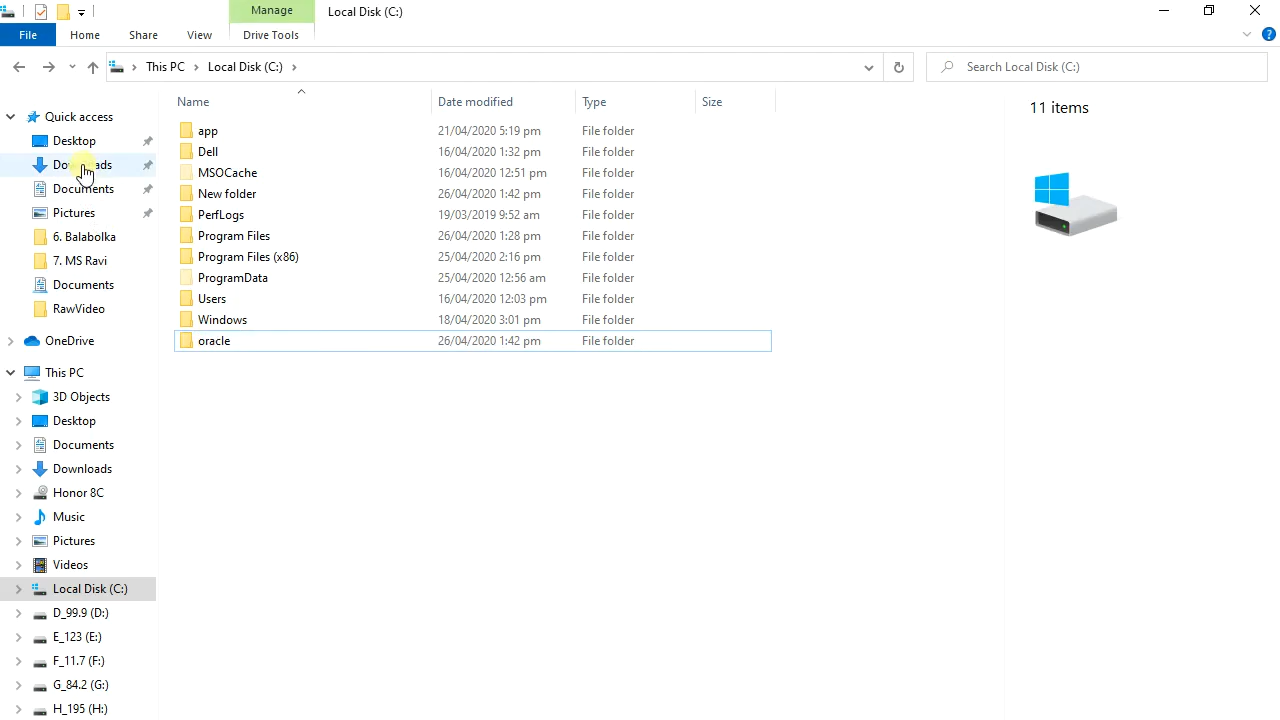 Manage
Local Disk (C:)
File
Home
Share
View
Drive Tools
This PC
Local Disk (C:)
Search Local Disk (C:)
Name
Date modified
Type
Size
app 21/04/2020 5:19 pm File folder
Dell 16/04/2020 1:32 pm File folder
MSOCache 16/04/2020 12:51 pm File folder
New folder 26/04/2020 1:42 pm File folder
PerfLogs 19/03/2019 9:52 am File folder
Program Files 26/04/2020 1:28 pm File folder
Program Files (x86) 25/04/2020 2:16 pm File folder
ProgramData 25/04/2020 12:56 am File folder
Users 16/04/2020 12:03 pm File folder
Windows 18/04/2020 3:01 pm File folder
oracle 26/04/2020 1:42 pm File folder
11 items
Quick access
Desktop
Downloads
Documents
Pictures
6. Balabolka
7. MS Ravi
Documents
RawVideo
OneDrive
This PC
3D Objects
Desktop
Documents
Downloads
Honor 8C
Music
Pictures
Videos
Local Disk (C:)
D_99.9 (D:)
E_123 (E:)
F_11.7 (F:)
G_84.2 (G:)
H_195 (H:)